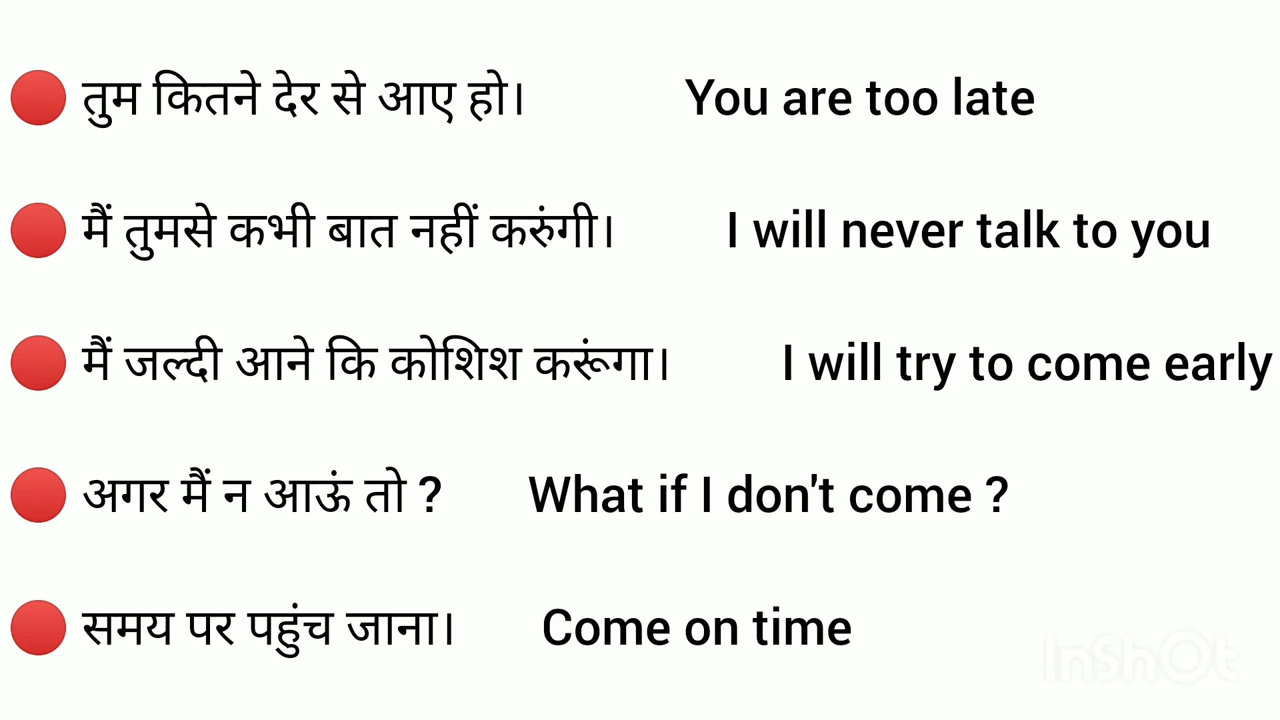 तुम कितने देर से आए हो। You are too late
मैं तुमसे कभी बात नहीं करुंगी। I will never talk to you
मैं जल्दी आने कि कोशिश करूंगा। I will try to come early
अगर मैं न आऊं तो ? What if I don't come ?
समय पर पहुंच जाना। Come on time
InShOt